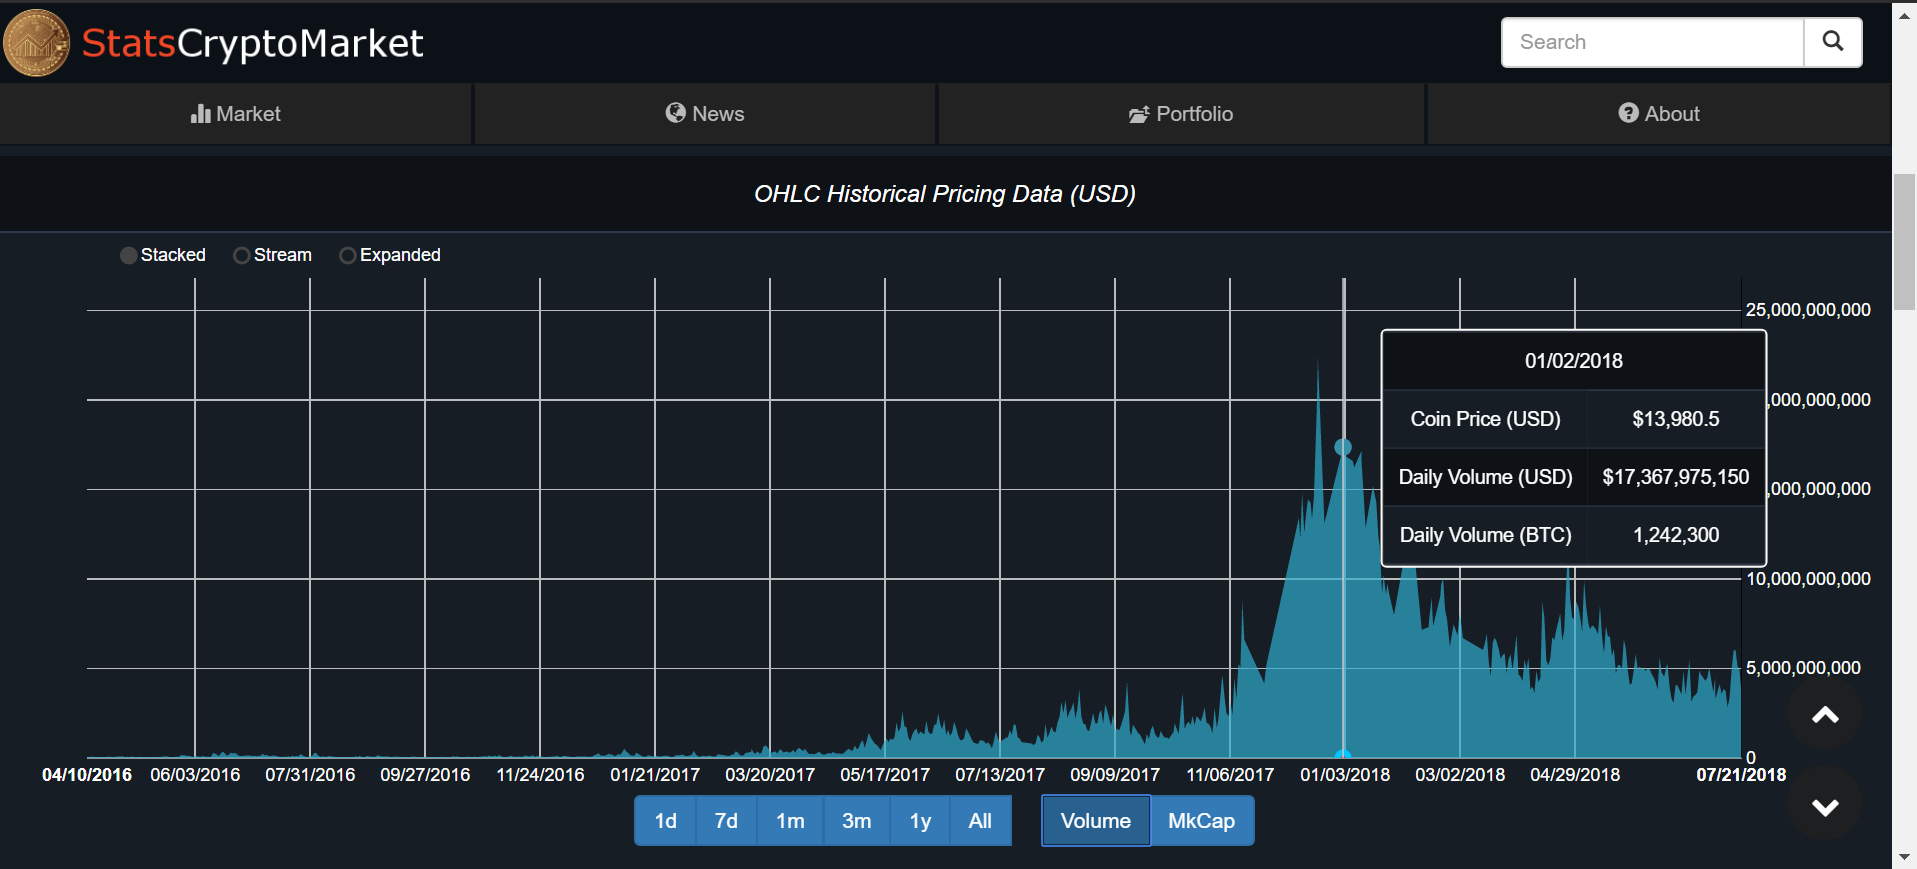 StatsCryptoMarket
Search
Market News Portfolio About
OHLC Historical Pricing Data (USD)
Stacked Stream Expanded
25,000,000,000
01/02/2018
,000,000,000
Coin Price (USD) $13,980.5
Daily Volume (USD) $17,367,975,150
,000,000,000
Daily Volume (BTC) 1,242,300
10,000,000,000
5,000,000,000
0
04/10/2016 06/03/2016 07/31/2016 09/27/2016 11/24/2016 01/21/2017 03/20/2017 05/17/2017 07/13/2017 09/09/2017 11/06/2017 01/03/2018 03/02/2018 04/29/2018 07/21/2018
1d 7d 1m 3m 1y All Volume MkCap